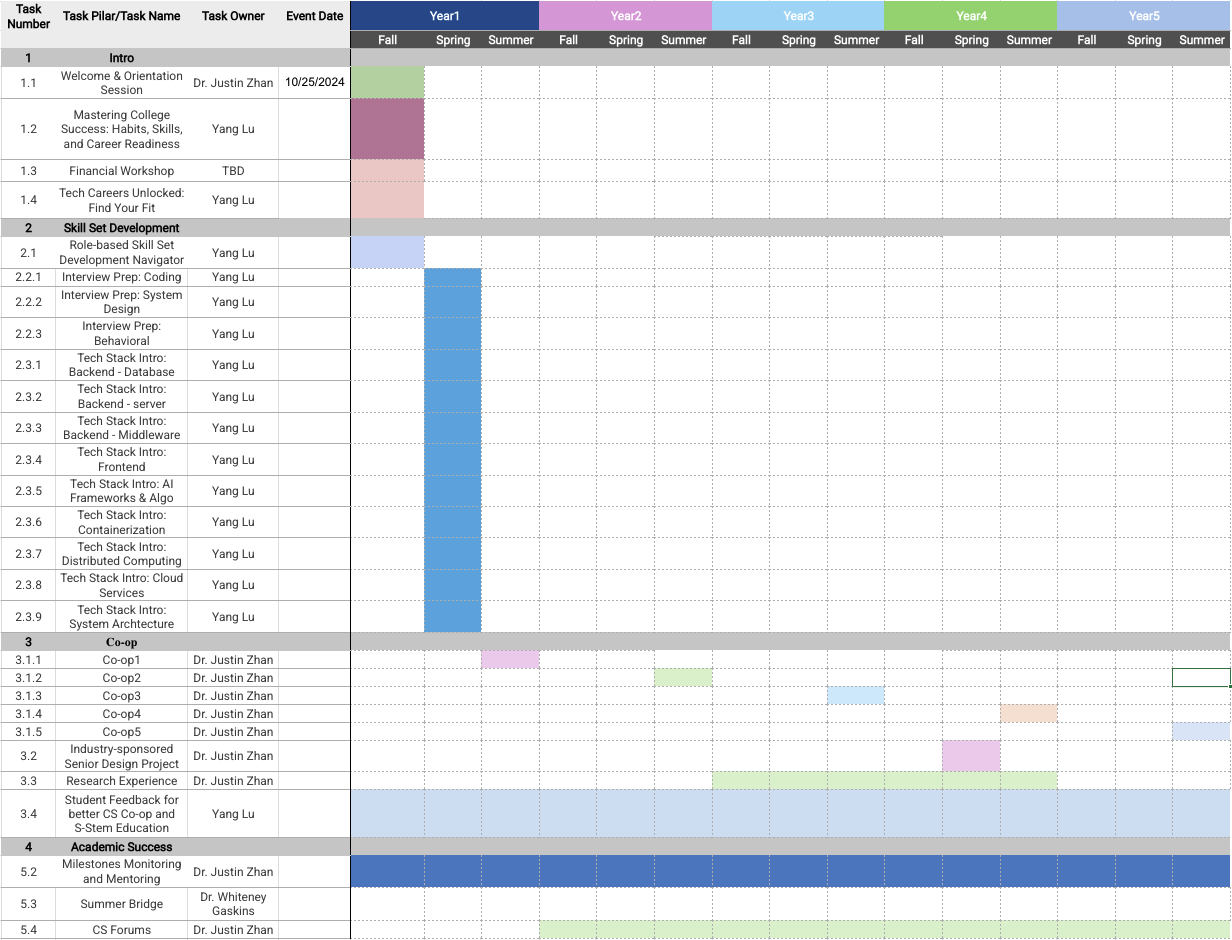 Task Number Task Pilar/Task Name Task Owner Event Date Year1 Year2 Year3 Year4 Year5
Fall Spring Summer Fall Spring Summer Fall Spring Summer Fall Spring Summer Fall Spring Summer
1 Intro
1.1 Welcome & Orientation Session Dr. Justin Zhan 10/25/2024
1.2 Mastering College Success: Habits, Skills, and Career Readiness Yang Lu
1.3 Financial Workshop TBD
1.4 Tech Careers Unlocked: Find Your Fit Yang Lu
2 Skill Set Development
2.1 Role-based Skill Set Development Navigator Yang Lu
2.2.1 Interview Prep: Coding Yang Lu
2.2.2 Interview Prep: System Design Yang Lu
2.2.3 Interview Prep: Behavioral Yang Lu
2.3.1 Tech Stack Intro: Backend - Database Yang Lu
2.3.2 Tech Stack Intro: Backend - server Yang Lu
2.3.3 Tech Stack Intro: Backend - Middleware Yang Lu
2.3.4 Tech Stack Intro: Frontend Yang Lu
2.3.5 Tech Stack Intro: AI Frameworks & Algo Yang Lu
2.3.6 Tech Stack Intro: Containerization Yang Lu
2.3.7 Tech Stack Intro: Distributed Computing Yang Lu
2.3.8 Tech Stack Intro: Cloud Services Yang Lu
2.3.9 Tech Stack Intro: System Archtecture Yang Lu
3 Co-op
3.1.1 Co-op1 Dr. Justin Zhan
3.1.2 Co-op2 Dr. Justin Zhan
3.1.3 Co-op3 Dr. Justin Zhan
3.1.4 Co-op4 Dr. Justin Zhan
3.1.5 Co-op5 Dr. Justin Zhan
3.2 Industry-sponsored Senior Design Project Dr. Justin Zhan
3.3 Research Experience Dr. Justin Zhan
3.4 Student Feedback for better CS Co-op and S-Stem Education Yang Lu
4 Academic Success
5.2 Milestones Monitoring and Mentoring Dr. Justin Zhan
5.3 Summer Bridge Dr. Whiteney Gaskins
5.4 CS Forums Dr. Justin Zhan